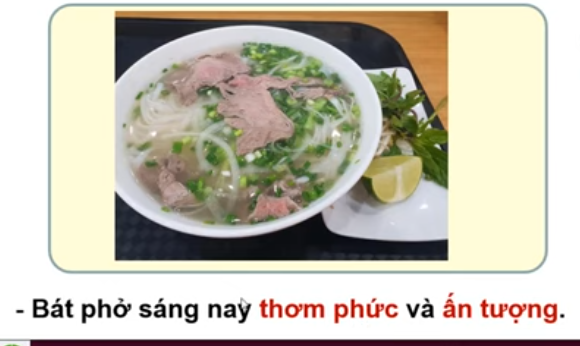 - Bát phở sáng nay thơm phức và ấn tượng.